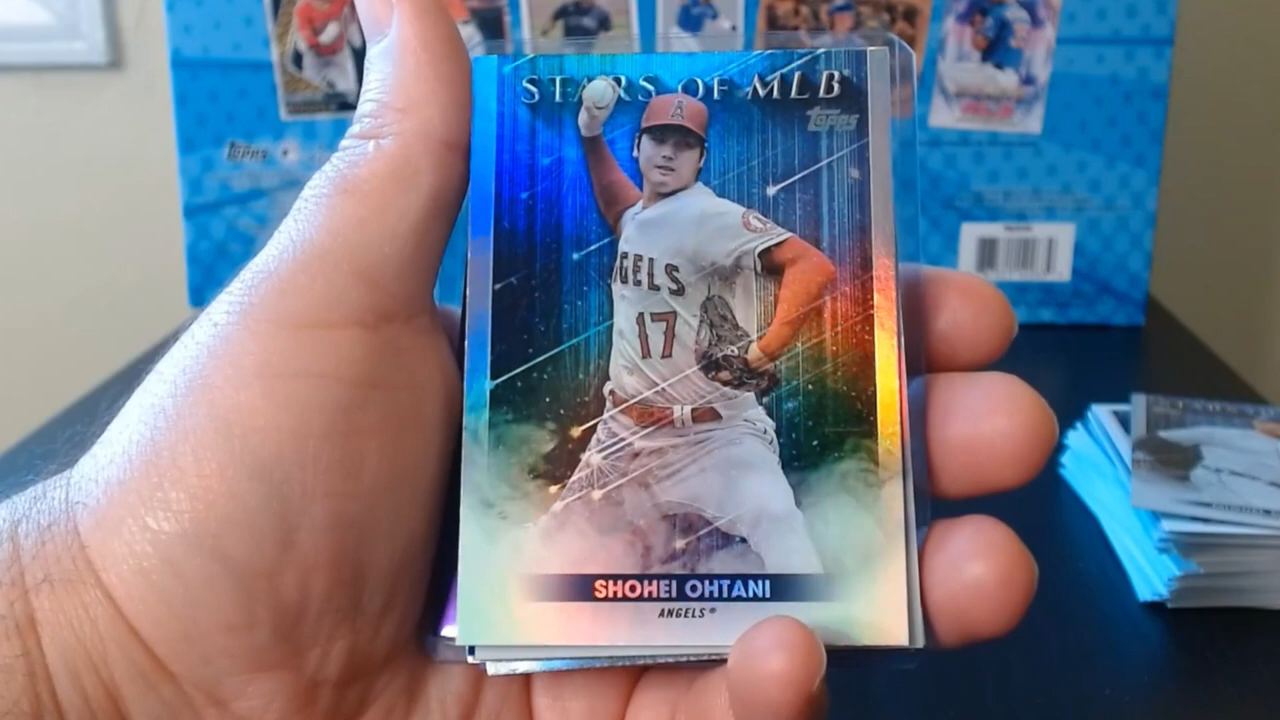 STARS OF MLB
Topps
A
ANGELS
17
SHOHEI OHTANI
ANGELS®
Topps